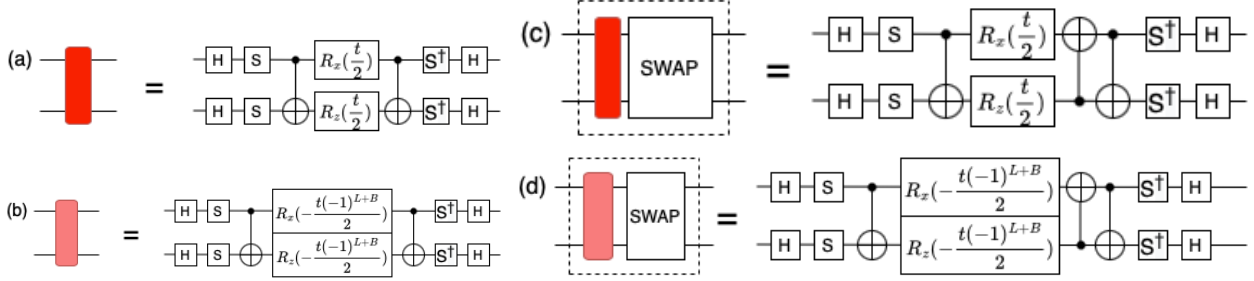 (a)
=
H S R_x(t/2) S† H
H S R_z(t/2) S† H
(b)
=
H S R_x(-t(-1)^{L+B}/2) S† H
H S R_z(-t(-1)^{L+B}/2) S† H
(c)
SWAP
=
H S R_x(t/2) S† H
H S R_z(t/2) S† H
(d)
SWAP
=
H S R_x(-t(-1)^{L+B}/2) S† H
H S R_z(-t(-1)^{L+B}/2) S† H